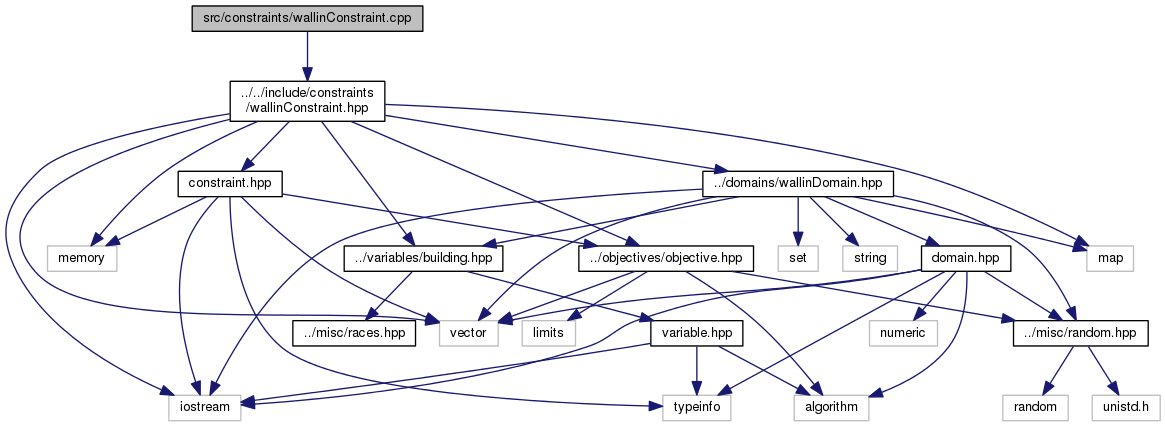 src/constraints/wallinConstraint.cpp
../../include/constraints
/wallinConstraint.hpp
constraint.hpp
../domains/wallinDomain.hpp
memory
../variables/building.hpp
../objectives/objective.hpp
set
string
domain.hpp
map
../misc/races.hpp
vector
limits
variable.hpp
numeric
../misc/random.hpp
iostream
typeinfo
algorithm
random
unistd.h